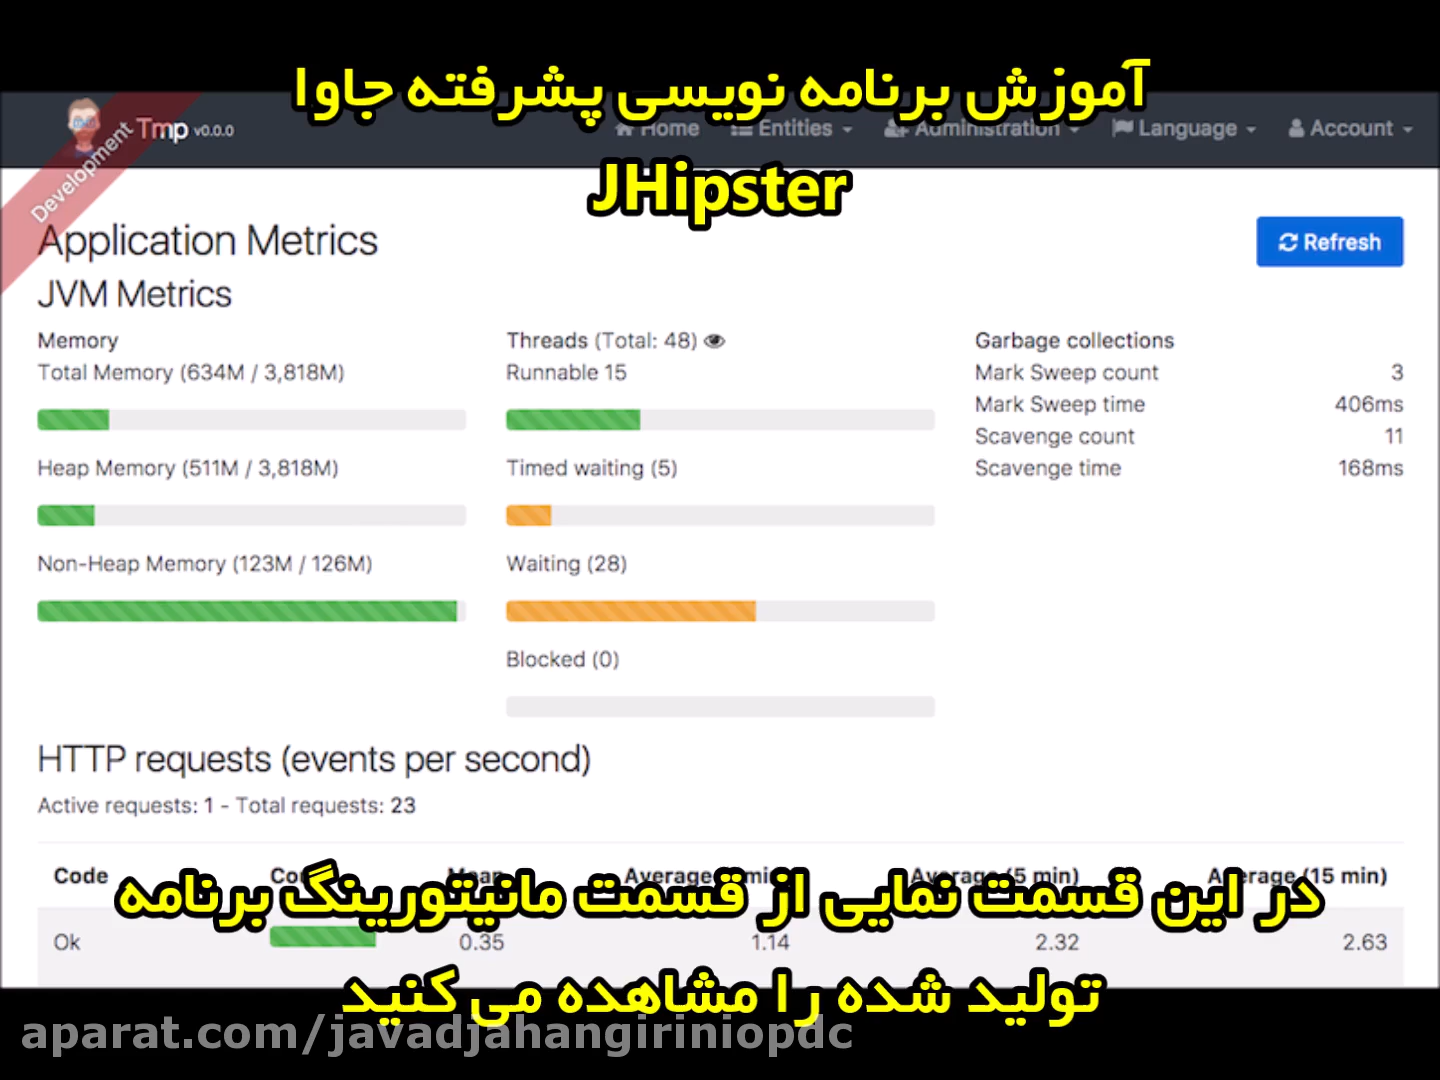 آموزش برنامه نویسی پشرفته جاوا
Tmp v0.0.0
Home Entities Administration Language Account
Development
JHipster
Application Metrics
Refresh
JVM Metrics
Memory
Total Memory (634M / 3,818M)
Heap Memory (511M / 3,818M)
Non-Heap Memory (123M / 126M)
Threads (Total: 48)
Runnable 15
Timed waiting (5)
Waiting (28)
Blocked (0)
Garbage collections
Mark Sweep count 3
Mark Sweep time 406ms
Scavenge count 11
Scavenge time 168ms
HTTP requests (events per second)
Active requests: 1 - Total requests: 23
Code Mean Average Average (5 min) Average (15 min)
در این قسمت نمایی از قسمت مانیتورینگ برنامه
Ok 0.35 1.14 2.32 2.63
تولید شده را مشاهده می کنید
aparat.com/javadjahangiriniopdc